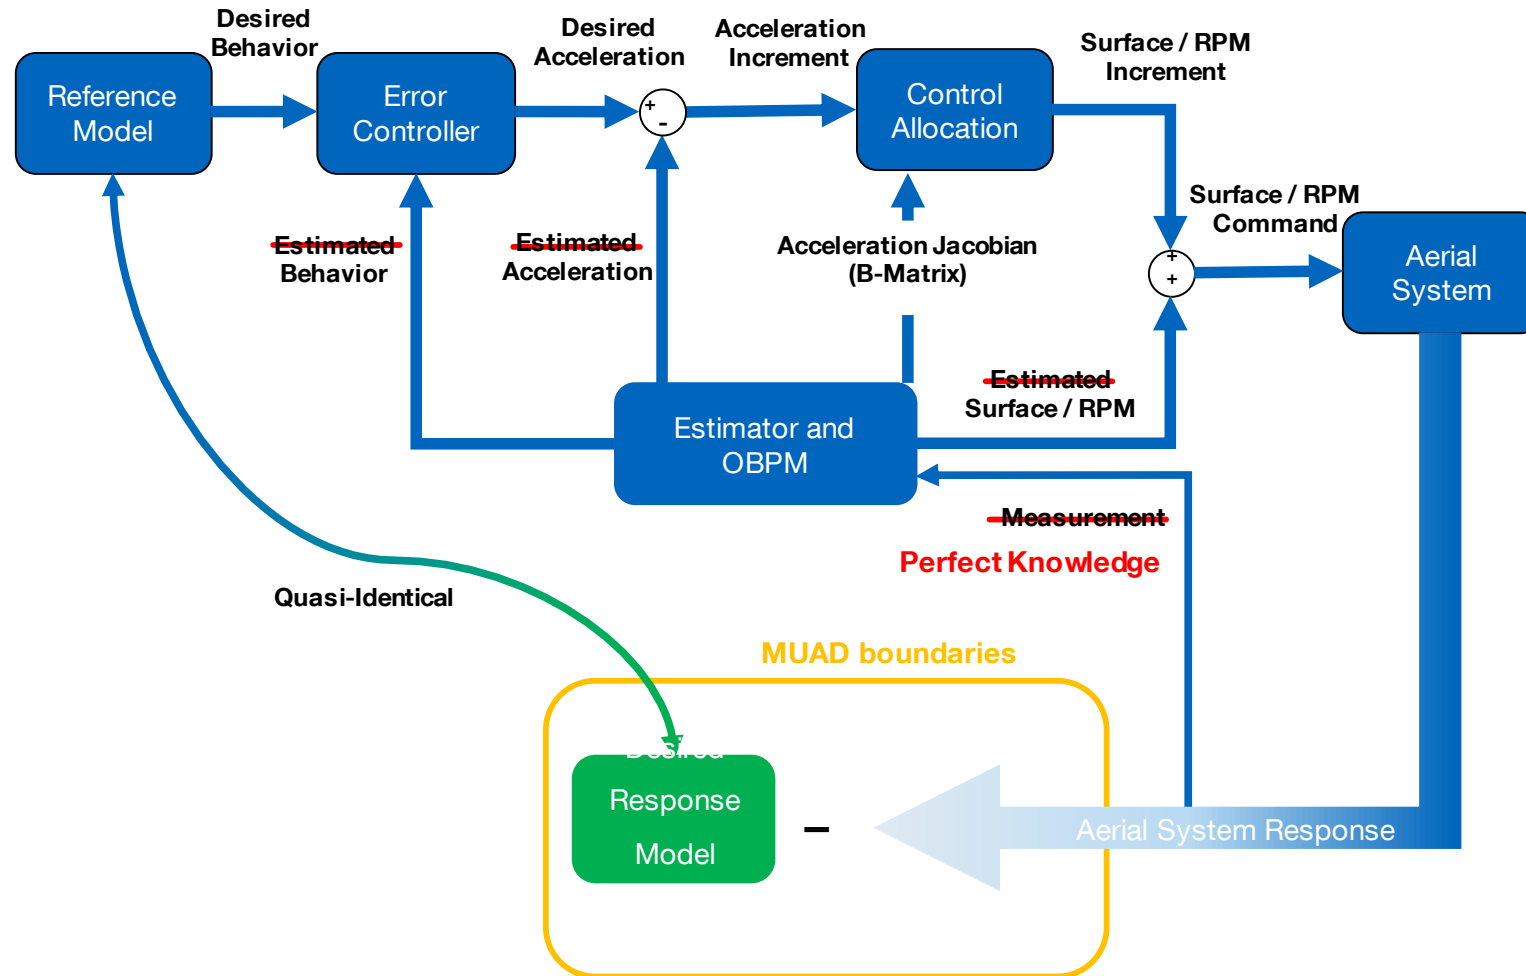 Desired
Behavior
Desired
Acceleration
Acceleration
Increment
Surface / RPM
Increment
Reference
Model
Error
Controller
+
-
Control
Allocation
Surface / RPM
Command
Estimated
Behavior
Estimated
Acceleration
Acceleration Jacobian
(B-Matrix)
+
+
Aerial
System
Estimated
Surface / RPM
Estimator and
OBPM
Measurement
Perfect Knowledge
Quasi-Identical
MUAD boundaries
Desired
Response
Model
–
Aerial System Response